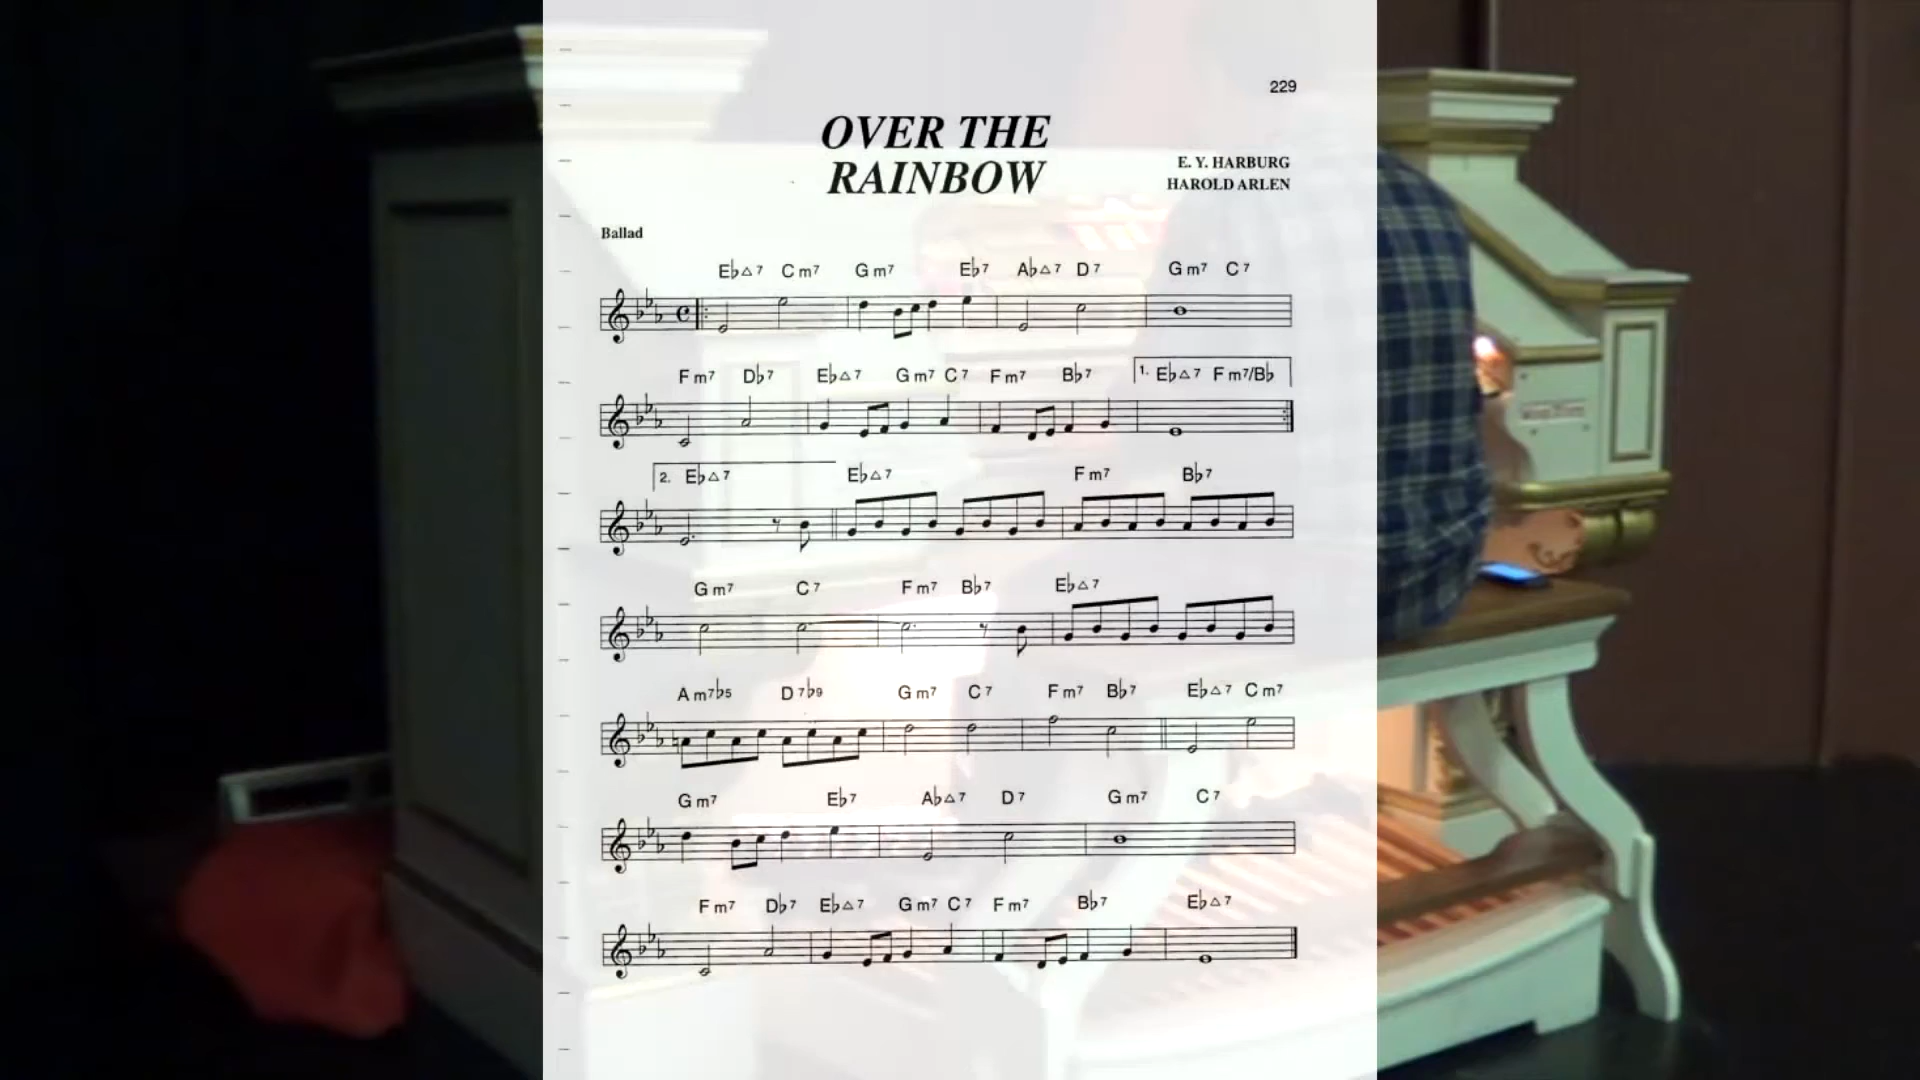 229
OVER THE
RAINBOW
E. Y. HARBURG
HAROLD ARLEN
Ballad
E♭△7 Cm7 Gm7 E♭7 A♭△7 D7 Gm7 C7
Fm7 D♭7 E♭△7 Gm7 C7 Fm7 B♭7 1. E♭△7 Fm7/B♭
2. E♭△7 E♭△7 Fm7 B♭7
Gm7 C7 Fm7 B♭7 E♭△7
Am7♭5 D7♭9 Gm7 C7 Fm7 B♭7 E♭△7 Cm7
Gm7 E♭7 A♭△7 D7 Gm7 C7
Fm7 D♭7 E♭△7 Gm7 C7 Fm7 B♭7 E♭△7